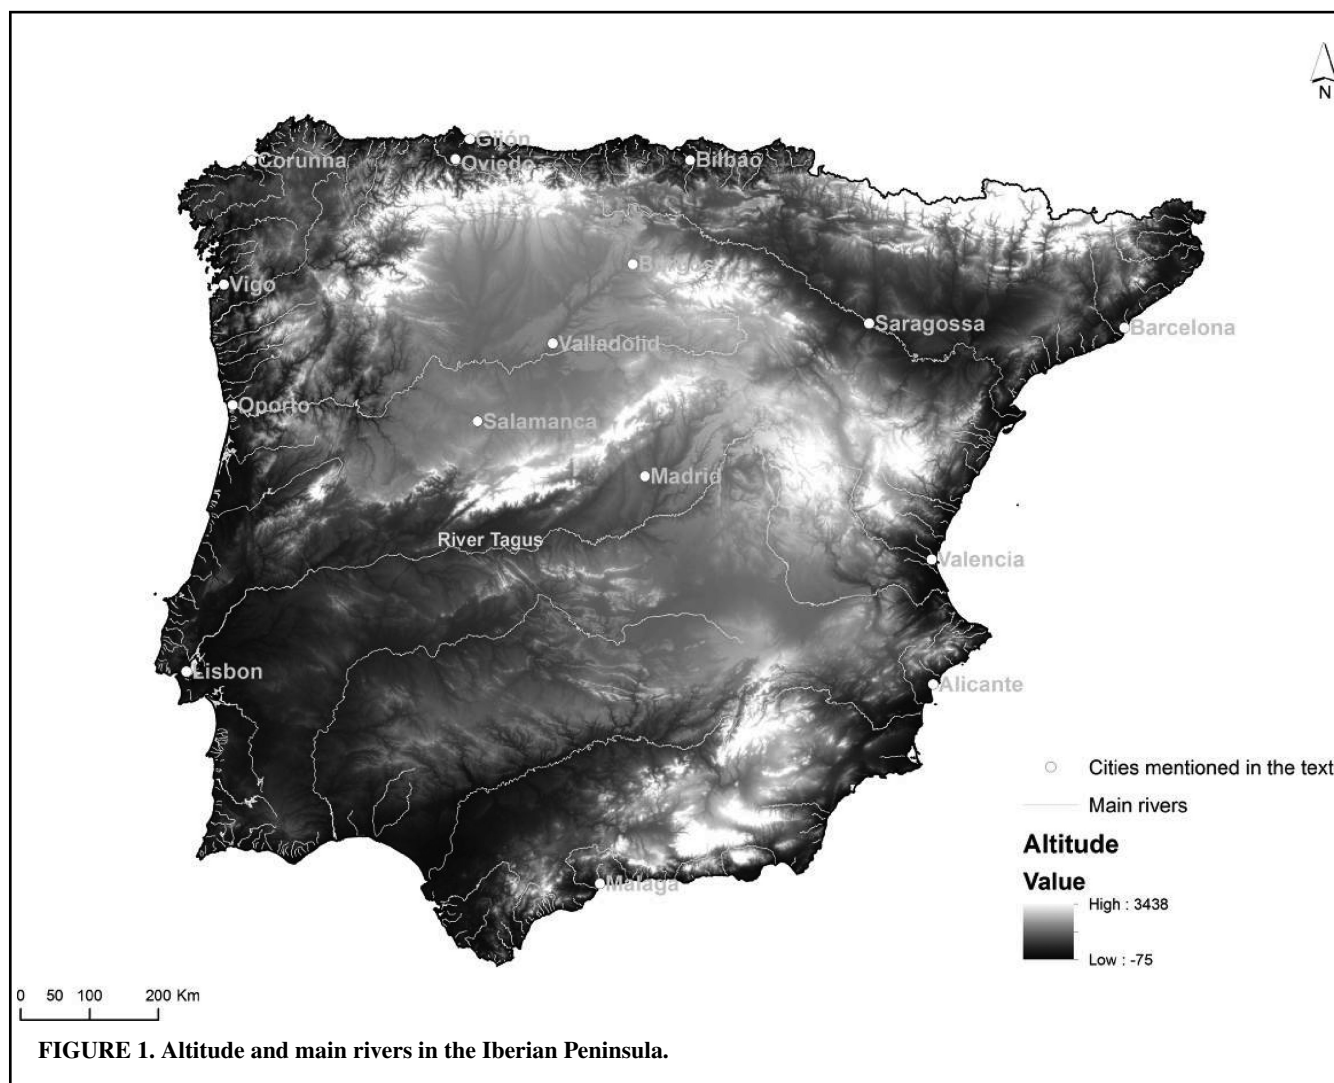 N
Gijón
Corunna
Oviedo
Bilbao
Burgos
Vigo
Saragossa
Barcelona
Valladolid
Oporto
Salamanca
Madrid
River Tagus
Valencia
Lisbon
Alicante
Cities mentioned in the text
Main rivers
Altitude
Value
Malaga
High : 3438
Low : -75
0 50 100 200 Km
FIGURE 1. Altitude and main rivers in the Iberian Peninsula.